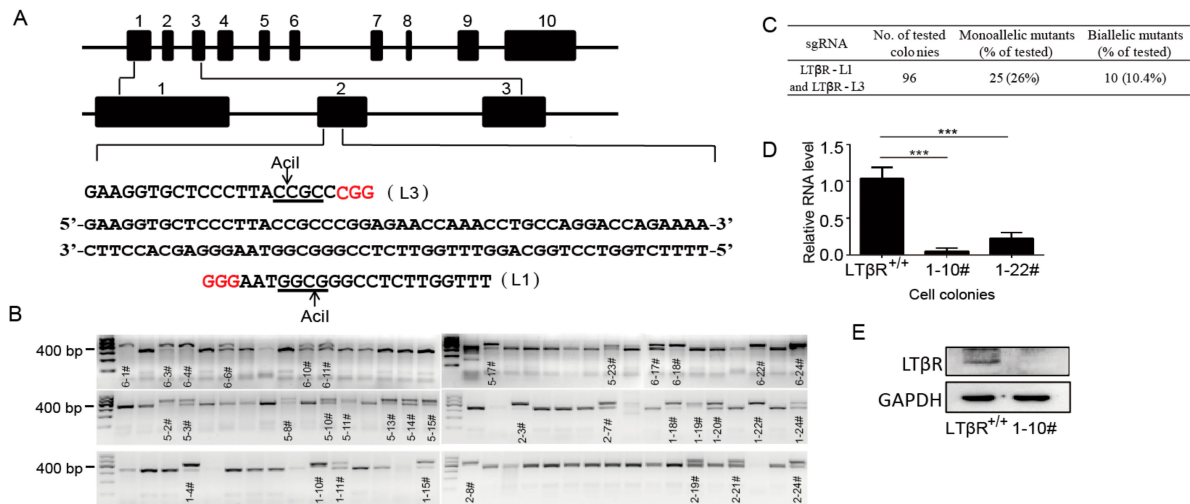 A
1 2 3 4 5 6 7 8 9 10
1 2 3
AciI
GAAGGTGCTCCCTTACCGCCCGG (L3)
5'-GAAGGTGCTCCCTTACCGCCCGGAGAACCAAACCTGCCAGGACCAGAAAA-3'
3'-CTTCCACGAGGGAATGGCGGGCCTCTTGGTTTGGACGGTCCTGGTCTTTT-5'
GGGAATGGCGGGCCTCTTGGTTT (L1)
AciI
B
400 bp
6-1# 6-3# 6-4# 6-6# 6-10# 6-11#
5-17# 5-23# 6-17# 6-18# 6-22# 6-24#
400 bp
5-2# 5-3# 5-8# 5-10# 5-11# 5-13# 5-14# 5-15#
2-3# 2-7# 1-18# 1-19# 1-20# 1-22# 1-24#
400 bp
1-4# 1-10# 1-11# 1-15#
2-8# 2-19# 2-21# 2-24#
C
sgRNA No. of tested colonies Monoallelic mutants (% of tested) Biallelic mutants (% of tested)
LTβR - L1 and LTβR - L3 96 25 (26%) 10 (10.4%)
D
Relative RNA level
1.5
1.0
0.5
0.0
***
***
LTβR+/+ 1-10# 1-22#
Cell colonies
E
LTβR
GAPDH
LTβR+/+ 1-10#